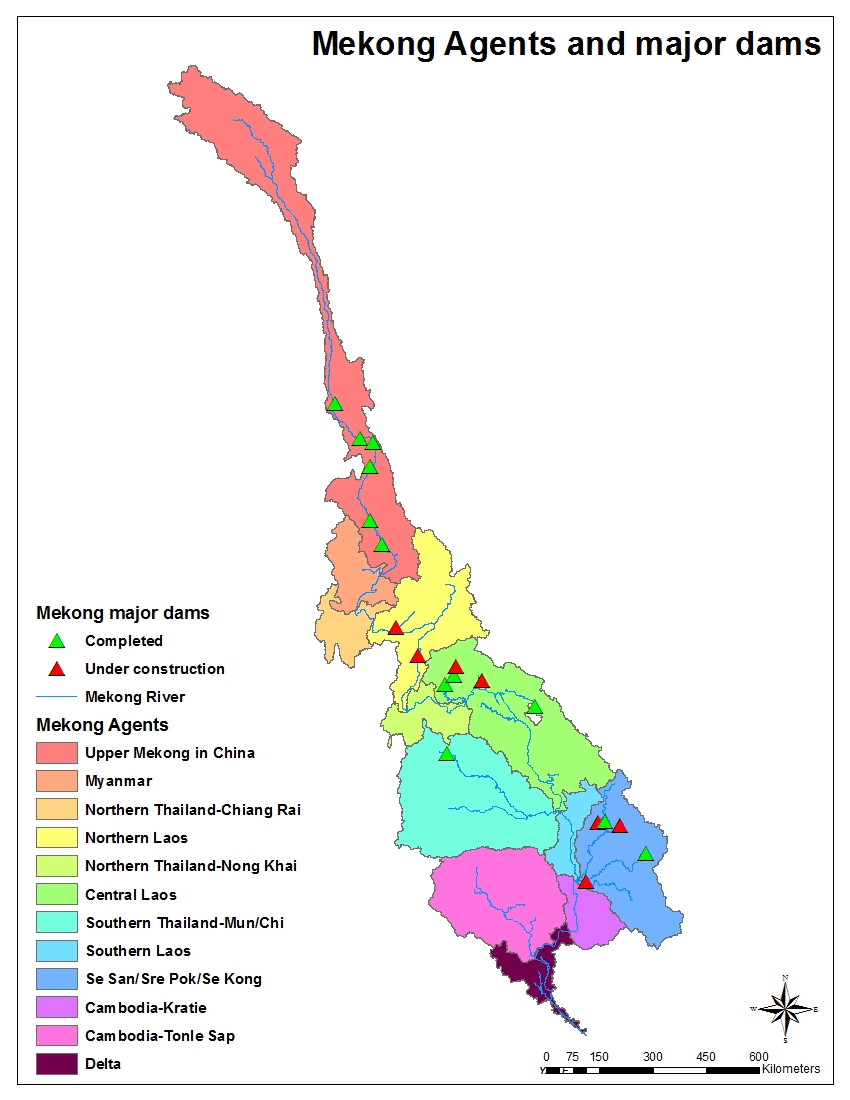 Mekong Agents and major dams
Mekong major dams
Completed
Under construction
Mekong River
Mekong Agents
Upper Mekong in China
Myanmar
Northern Thailand-Chiang Rai
Northern Laos
Northern Thailand-Nong Khai
Central Laos
Southern Thailand-Mun/Chi
Southern Laos
Se San/Sre Pok/Se Kong
Cambodia-Kratie
Cambodia-Tonle Sap
Delta
N
W E
S
0 75 150 300 450 600
Kilometers